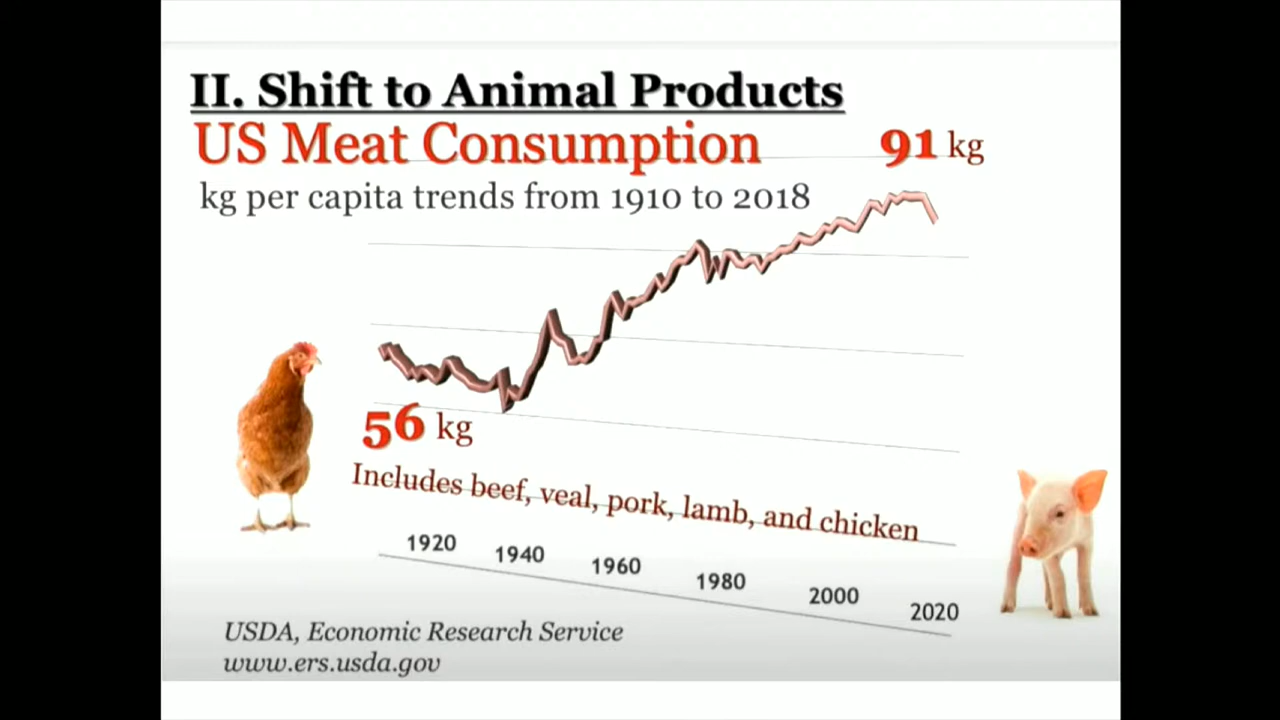 II. Shift to Animal Products
US Meat Consumption
91 kg
kg per capita trends from 1910 to 2018
56 kg
Includes beef, veal, pork, lamb, and chicken
1920 1940 1960 1980 2000 2020
USDA, Economic Research Service
www.ers.usda.gov